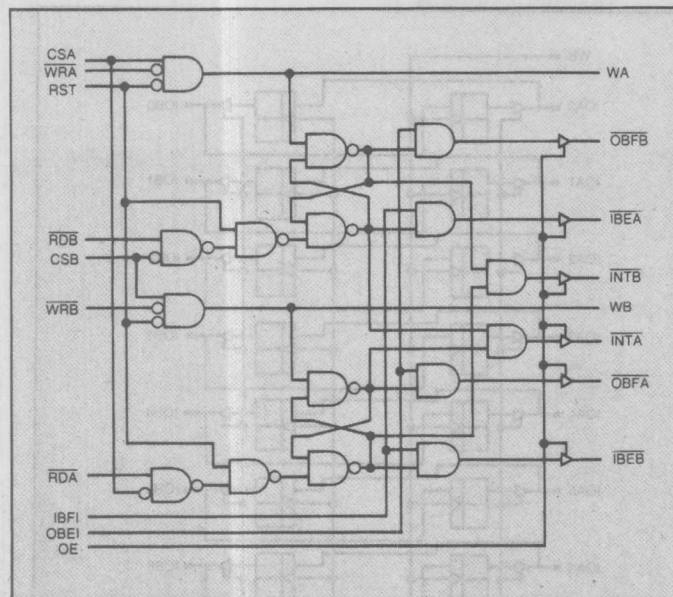 CSA
WRA
RST
RDB
CSB
WRB
RDA
IBFI
OBEI
OE
WA
OBFB
IBEA
INTB
WB
INTA
OBFA
IBEB